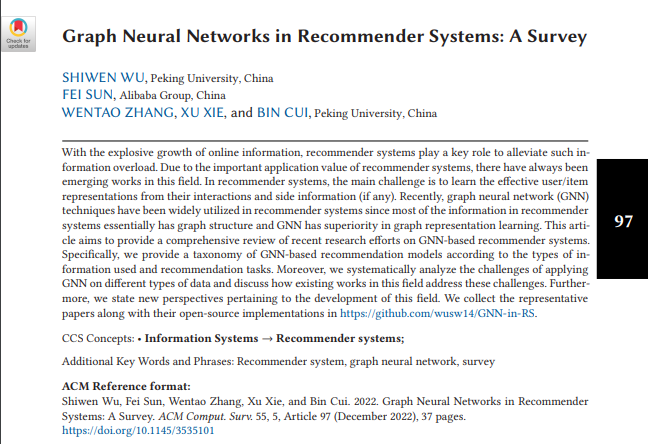 Check for
updates
Graph Neural Networks in Recommender Systems: A Survey
SHIWEN WU, Peking University, China
FEI SUN, Alibaba Group, China
WENTAO ZHANG, XU XIE, and BIN CUI, Peking University, China
With the explosive growth of online information, recommender systems play a key role to alleviate such in-
formation overload. Due to the important application value of recommender systems, there have always been
emerging works in this field. In recommender systems, the main challenge is to learn the effective user/item
representations from their interactions and side information (if any). Recently, graph neural network (GNN)
techniques have been widely utilized in recommender systems since most of the information in recommender
systems essentially has graph structure and GNN has superiority in graph representation learning. This arti-
cle aims to provide a comprehensive review of recent research efforts on GNN-based recommender systems.
Specifically, we provide a taxonomy of GNN-based recommendation models according to the types of in-
formation used and recommendation tasks. Moreover, we systematically analyze the challenges of applying
GNN on different types of data and discuss how existing works in this field address these challenges. Further-
more, we state new perspectives pertaining to the development of this field. We collect the representative
papers along with their open-source implementations in https://github.com/wusw14/GNN-in-RS.
97
CCS Concepts: • Information Systems → Recommender systems;
Additional Key Words and Phrases: Recommender system, graph neural network, survey
ACM Reference format:
Shiwen Wu, Fei Sun, Wentao Zhang, Xu Xie, and Bin Cui. 2022. Graph Neural Networks in Recommender
Systems: A Survey. ACM Comput. Surv. 55, 5, Article 97 (December 2022), 37 pages.
https://doi.org/10.1145/3535101